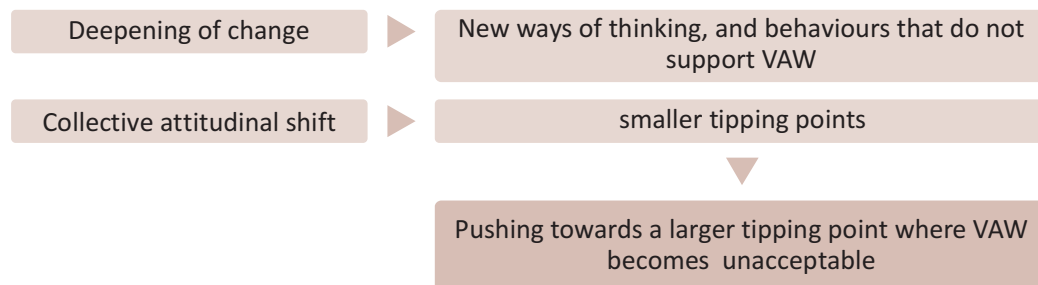 Deepening of change
New ways of thinking, and behaviours that do not
support VAW
Collective attitudinal shift
smaller tipping points
Pushing towards a larger tipping point where VAW
becomes  unacceptable